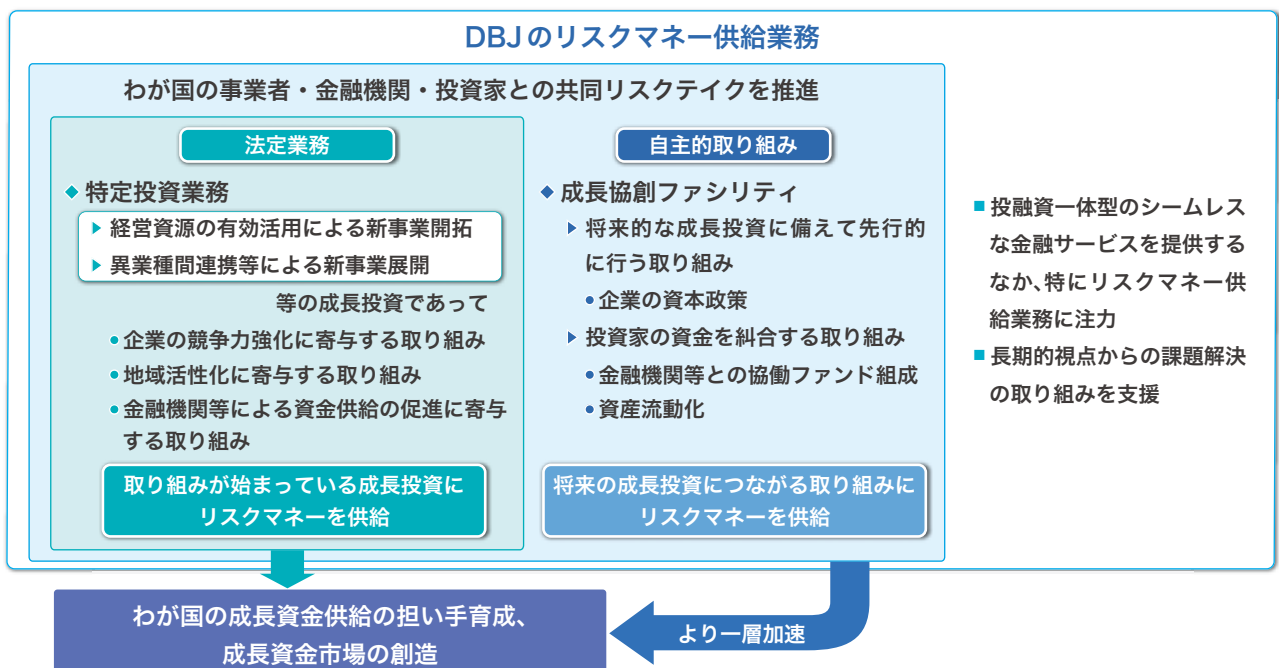 DBJのリスクマネー供給業務
わが国の事業者・金融機関・投資家との共同リスクテイクを推進
法定業務
◆ 特定投資業務
▶ 経営資源の有効活用による新事業開拓
▶ 異業種間連携等による新事業展開
等の成長投資であって
●企業の競争力強化に寄与する取り組み
●地域活性化に寄与する取り組み
●金融機関等による資金供給の促進に寄与
する取り組み
取り組みが始まっている成長投資に
リスクマネーを供給
自主的取り組み
◆ 成長協創ファシリティ
▶ 将来的な成長投資に備えて先行的
に行う取り組み
●企業の資本政策
▶ 投資家の資金を糾合する取り組み
●金融機関等との協働ファンド組成
●資産流動化
将来の成長投資につながる取り組みに
リスクマネーを供給
■ 投融資一体型のシームレス
な金融サービスを提供する
なか、特にリスクマネー供
給業務に注力
■ 長期的視点からの課題解決
の取り組みを支援
わが国の成長資金供給の担い手育成、
成長資金市場の創造
より一層加速